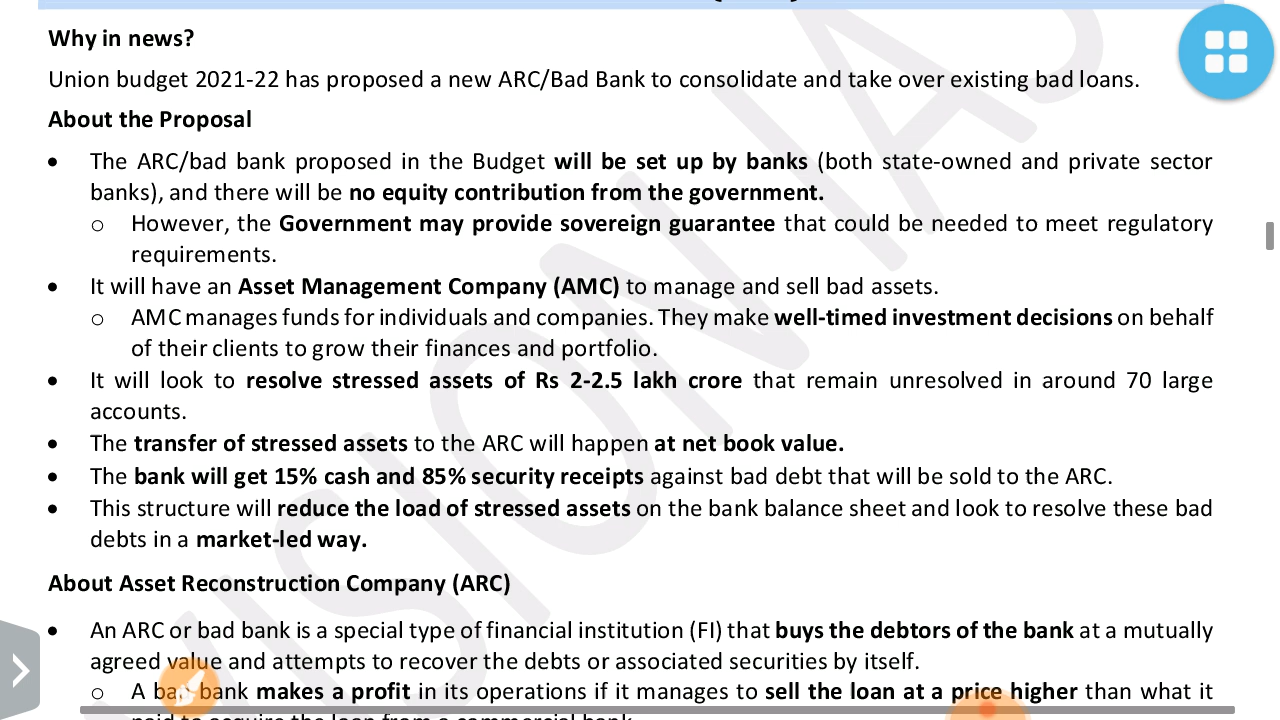 Why in news?
Union budget 2021-22 has proposed a new ARC/Bad Bank to consolidate and take over existing bad loans.
About the Proposal
• The ARC/bad bank proposed in the Budget will be set up by banks (both state-owned and private sector
banks), and there will be no equity contribution from the government.
o However, the Government may provide sovereign guarantee that could be needed to meet regulatory
requirements.
• It will have an Asset Management Company (AMC) to manage and sell bad assets.
o AMC manages funds for individuals and companies. They make well-timed investment decisions on behalf
of their clients to grow their finances and portfolio.
• It will look to resolve stressed assets of Rs 2-2.5 lakh crore that remain unresolved in around 70 large
accounts.
• The transfer of stressed assets to the ARC will happen at net book value.
• The bank will get 15% cash and 85% security receipts against bad debt that will be sold to the ARC.
• This structure will reduce the load of stressed assets on the bank balance sheet and look to resolve these bad
debts in a market-led way.
About Asset Reconstruction Company (ARC)
• An ARC or bad bank is a special type of financial institution (FI) that buys the debtors of the bank at a mutually
agreed value and attempts to recover the debts or associated securities by itself.
o A bad bank makes a profit in its operations if it manages to sell the loan at a price higher than what it
paid to acquire the loan from a commercial bank.
VISION IAS